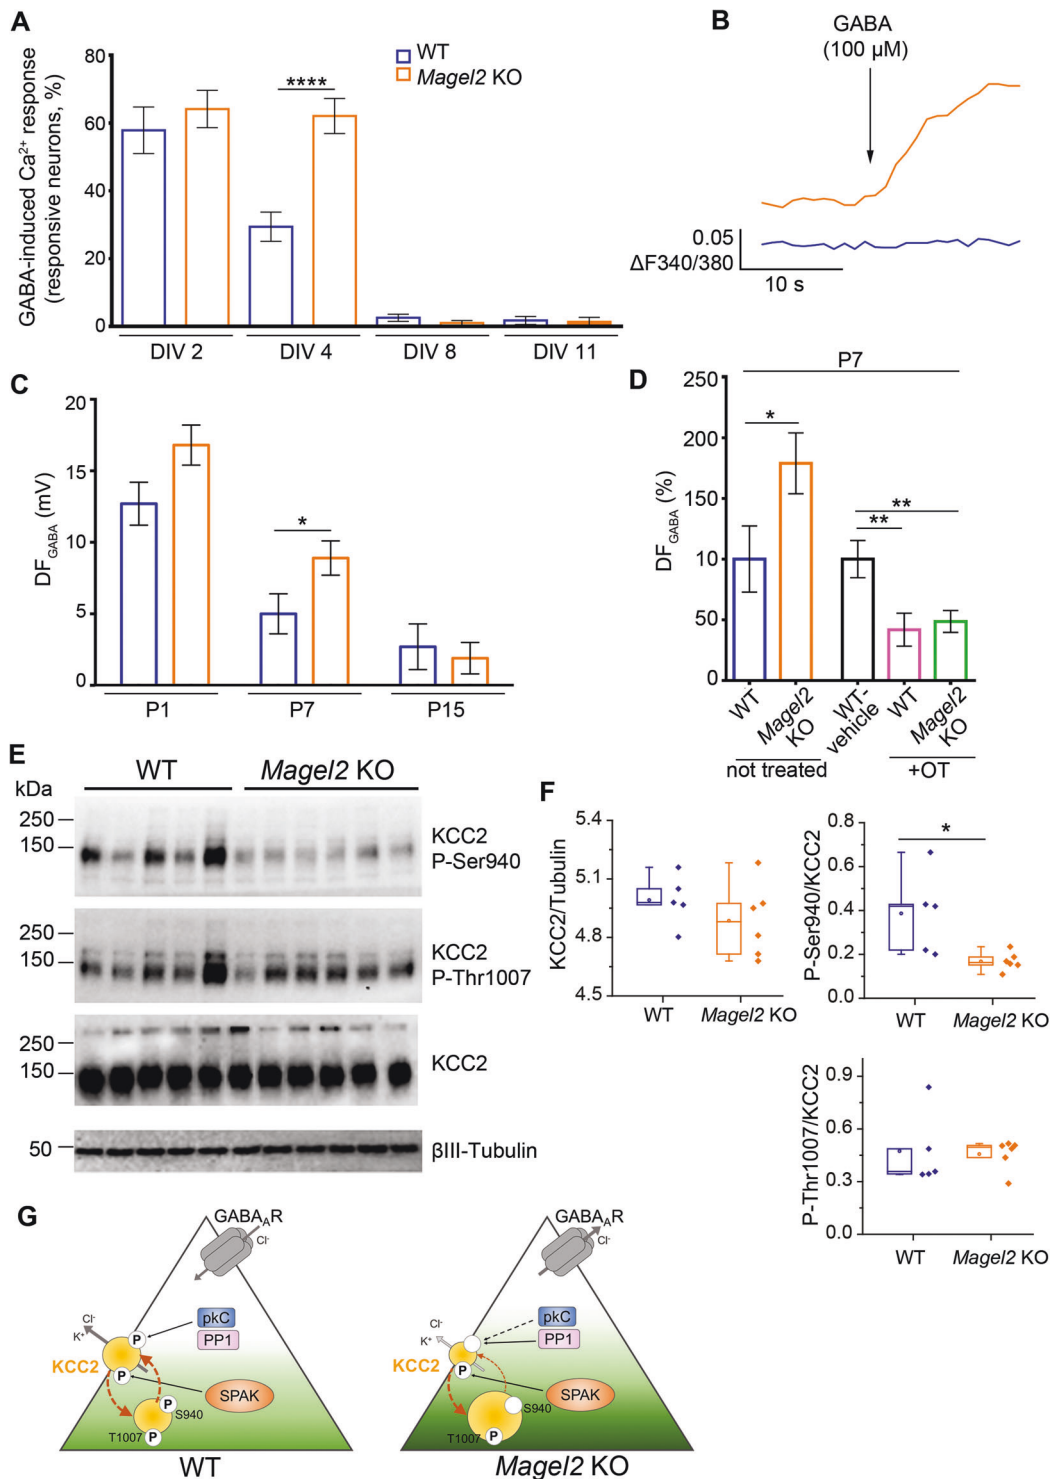 A
GABA-induced Ca²⁺ response
(responsive neurons, %)
80
60
40
20
0
WT
Magel2 KO
****
DIV 2
DIV 4
DIV 8
DIV 11
B
GABA
(100 µM)
0.05
ΔF340/380
10 s
C
DF_GABA (mV)
20
15
10
5
0
*
P1
P7
P15
D
P7
DF_GABA (%)
250
200
150
10
50
0
*
**
**
WT
Magel2
KO
WT-
vehicle
WT
Magel2
KO
not treated
+OT
E
WT
Magel2 KO
kDa
250
150
KCC2
P-Ser940
250
150
KCC2
P-Thr1007
250
150
KCC2
50
βIII-Tubulin
F
KCC2/Tubulin
5.4
5.1
4.8
4.5
WT
Magel2 KO
P-Ser940/KCC2
0.8
0.6
0.4
0.2
0.0
*
WT
Magel2 KO
P-Thr1007/KCC2
0.9
0.6
0.3
0.0
WT
Magel2 KO
G
GABA_AR
Cl⁻
pkC
PP1
Cl⁻
K⁺
P
KCC2
P
SPAK
P
S940
T1007
P
WT
GABA_AR
Cl⁻
pkC
PP1
Cl⁻
K⁺
KCC2
P
SPAK
S940
T1007
P
Magel2 KO